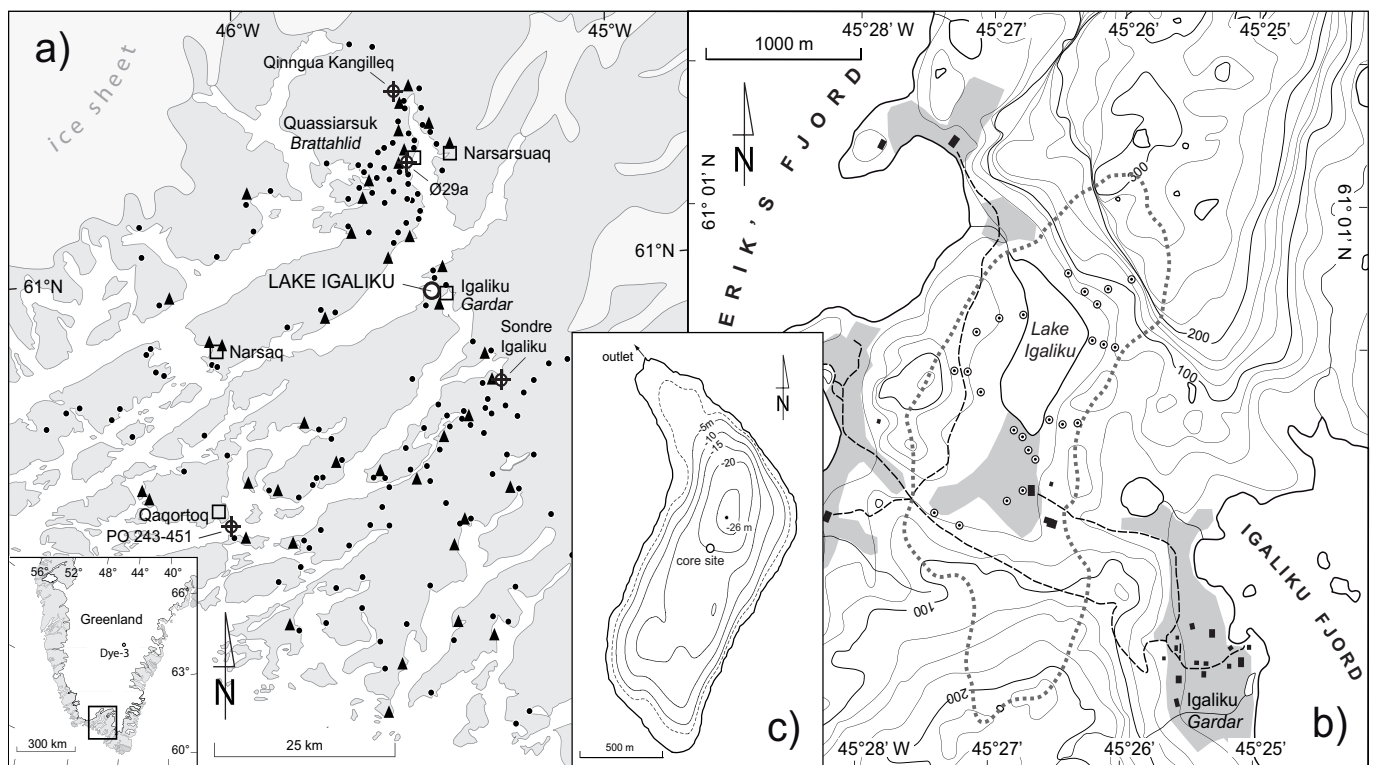 a)
46°W
45°W
ice sheet
Qinngua Kangilleq
Quassiarsuk
Brattahlid
Narsarsuaq
Ø29a
61°N
61°N
LAKE IGALIKU
Igaliku
Gardar
Sondre
Igaliku
Narsaq
Qaqortoq
PO 243-451
N
25 km
56°
52°
48°
44°
40°
66°
Greenland
Dye-3
63°
60°
300 km
1000 m
45°28' W
45°27'
45°26'
45°25'
N
61° 01' N
61° 01' N
ERIK'S FJORD
300
Lake
Igaliku
200
100
100
200
IGALIKU FJORD
Igaliku
Gardar
45°28' W
45°27'
45°26'
45°25'
b)
outlet
N
-5m
-10
-15
-20
-26 m
core site
500 m
c)